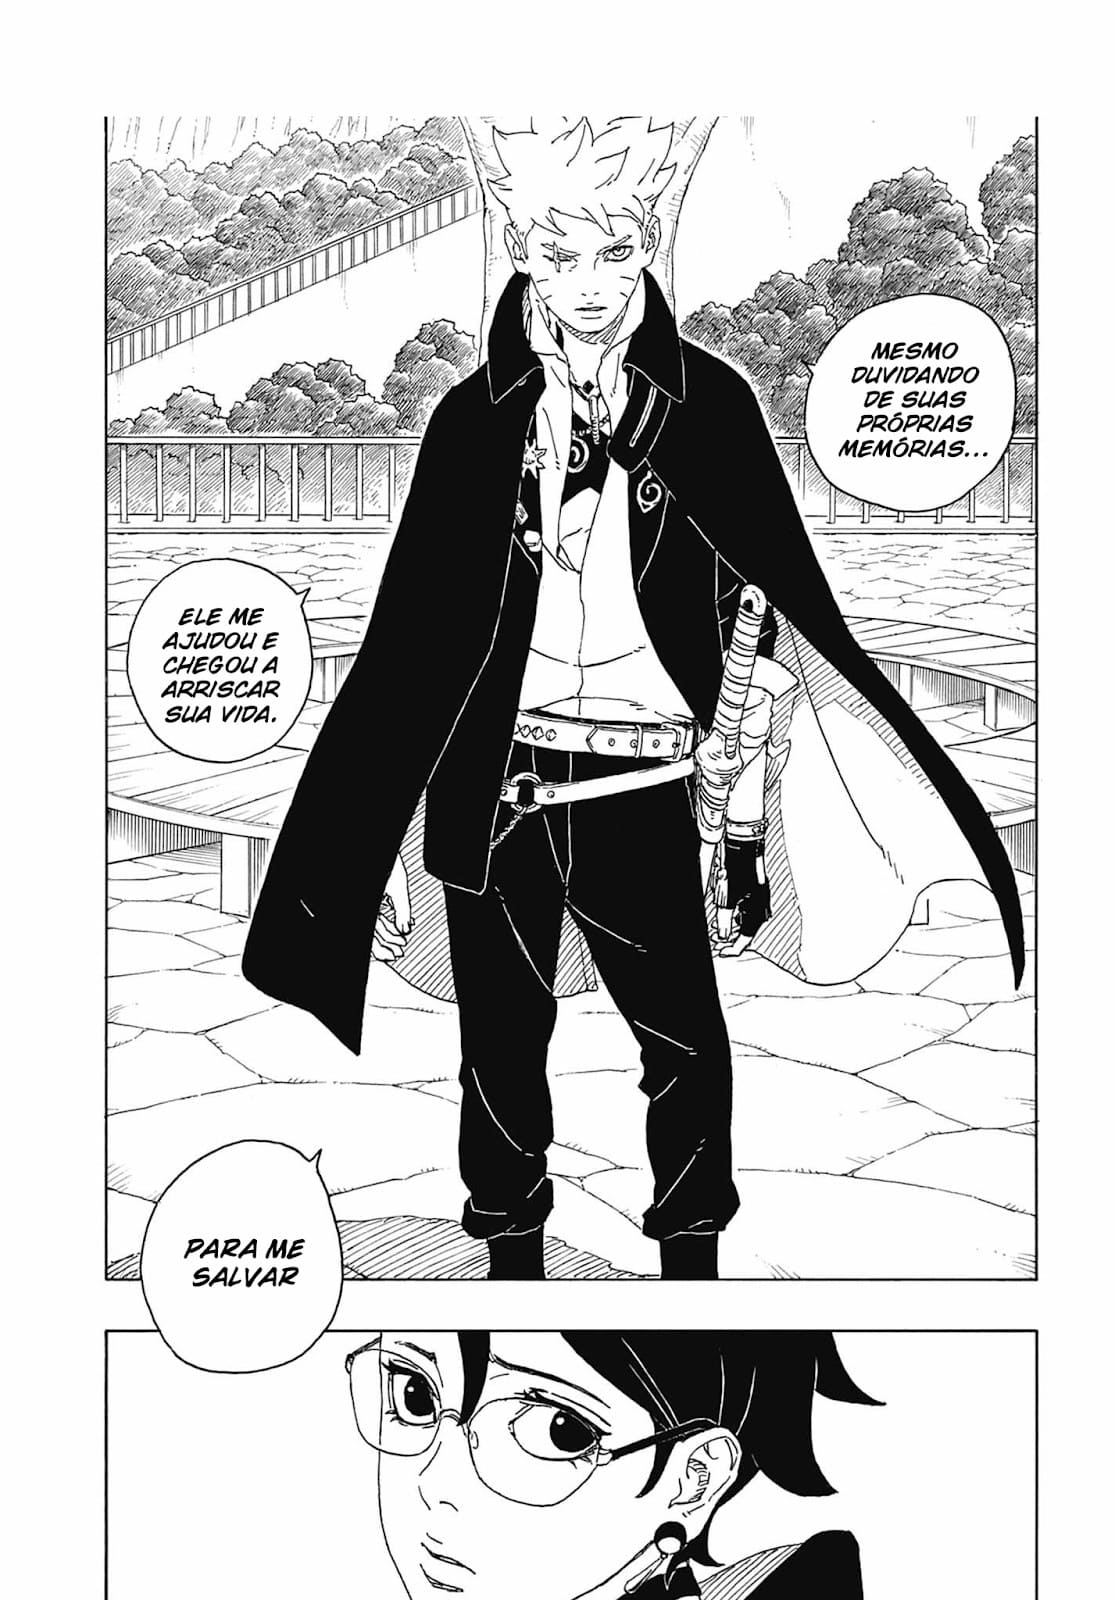 MESMO
DUVIDANDO
DE SUAS
PRÓPRIAS
MEMÓRIAS...
ELE ME
AJUDOU E
CHEGOU A
ARRISCAR
SUA VIDA.
PARA ME
SALVAR